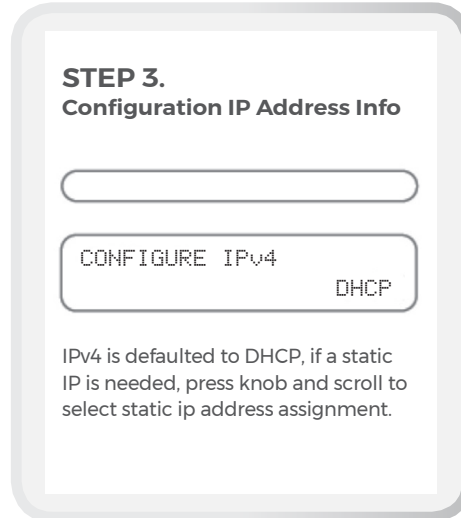 STEP 3.
Configuration IP Address Info
CONFIGURE IPv4
DHCP
IPv4 is defaulted to DHCP, if a static
IP is needed, press knob and scroll to
select static ip address assignment.